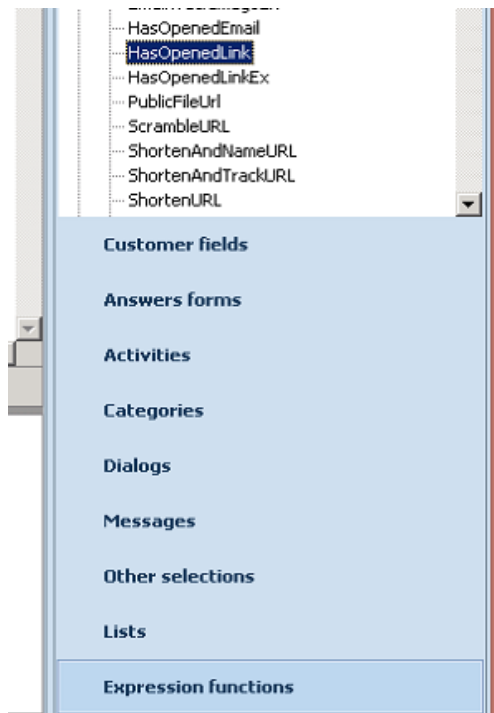 HasOpenedEmail
HasOpenedLink
HasOpenedLinkEx
PublicFileUrl
ScrambleURL
ShortenAndNameURL
ShortenAndTrackURL
ShortenURL
Customer fields
Answers forms
Activities
Categories
Dialogs
Messages
Other selections
Lists
Expression functions